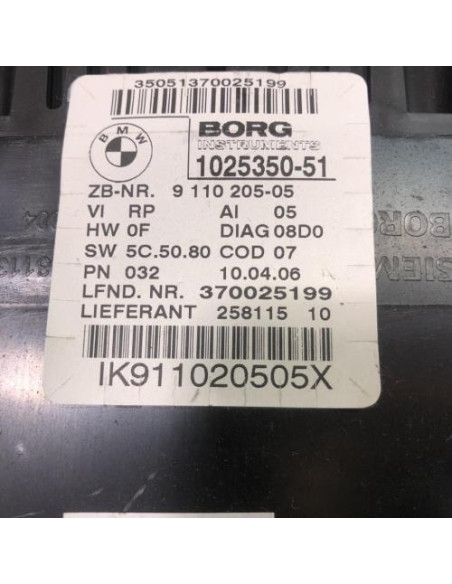 35051370025199
BMW
BORG
INSTRUMENTS
1025350-51
ZB-NR. 9 110 205-05
VI RP AI 05
HW 0F DIAG 08D0
SW 5C.50.80 COD 07
PN 032 10.04.06
LFND. NR. 370025199
LIEFERANT 258115 10
IK911020505X